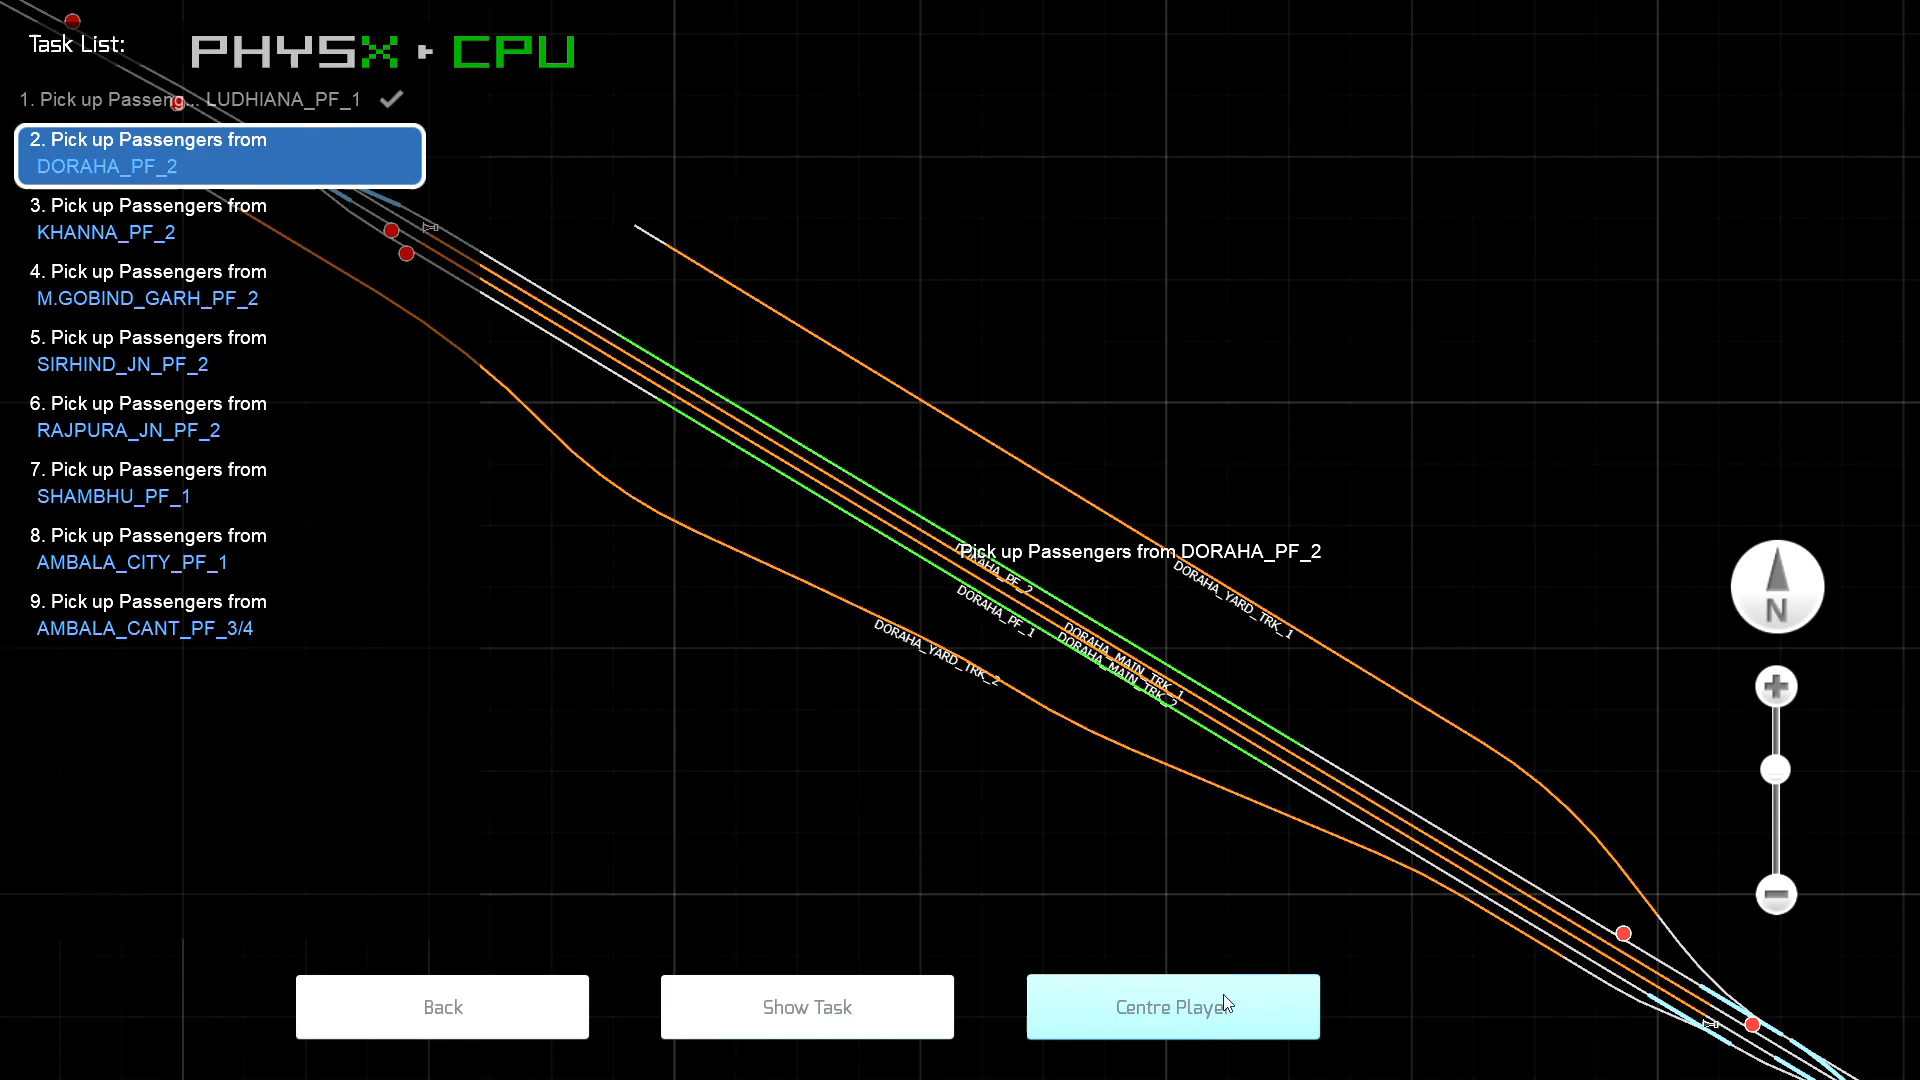 Task List:
PHYSX + CPU
1. Pick up Passeng... LUDHIANA_PF_1
2. Pick up Passengers from
DORAHA_PF_2
3. Pick up Passengers from
KHANNA_PF_2
4. Pick up Passengers from
M.GOBIND_GARH_PF_2
5. Pick up Passengers from
SIRHIND_JN_PF_2
6. Pick up Passengers from
RAJPURA_JN_PF_2
7. Pick up Passengers from
SHAMBHU_PF_1
8. Pick up Passengers from
AMBALA_CITY_PF_1
9. Pick up Passengers from
AMBALA_CANT_PF_3/4
Pick up Passengers from DORAHA_PF_2
DORAHA_PF_2
DORAHA_YARD_TRK_1
DORAHA_PF_1
DORAHA_MAIN_TRK_1
DORAHA_MAIN_TRK_2
DORAHA_YARD_TRK_2
N
Back
Show Task
Centre Player